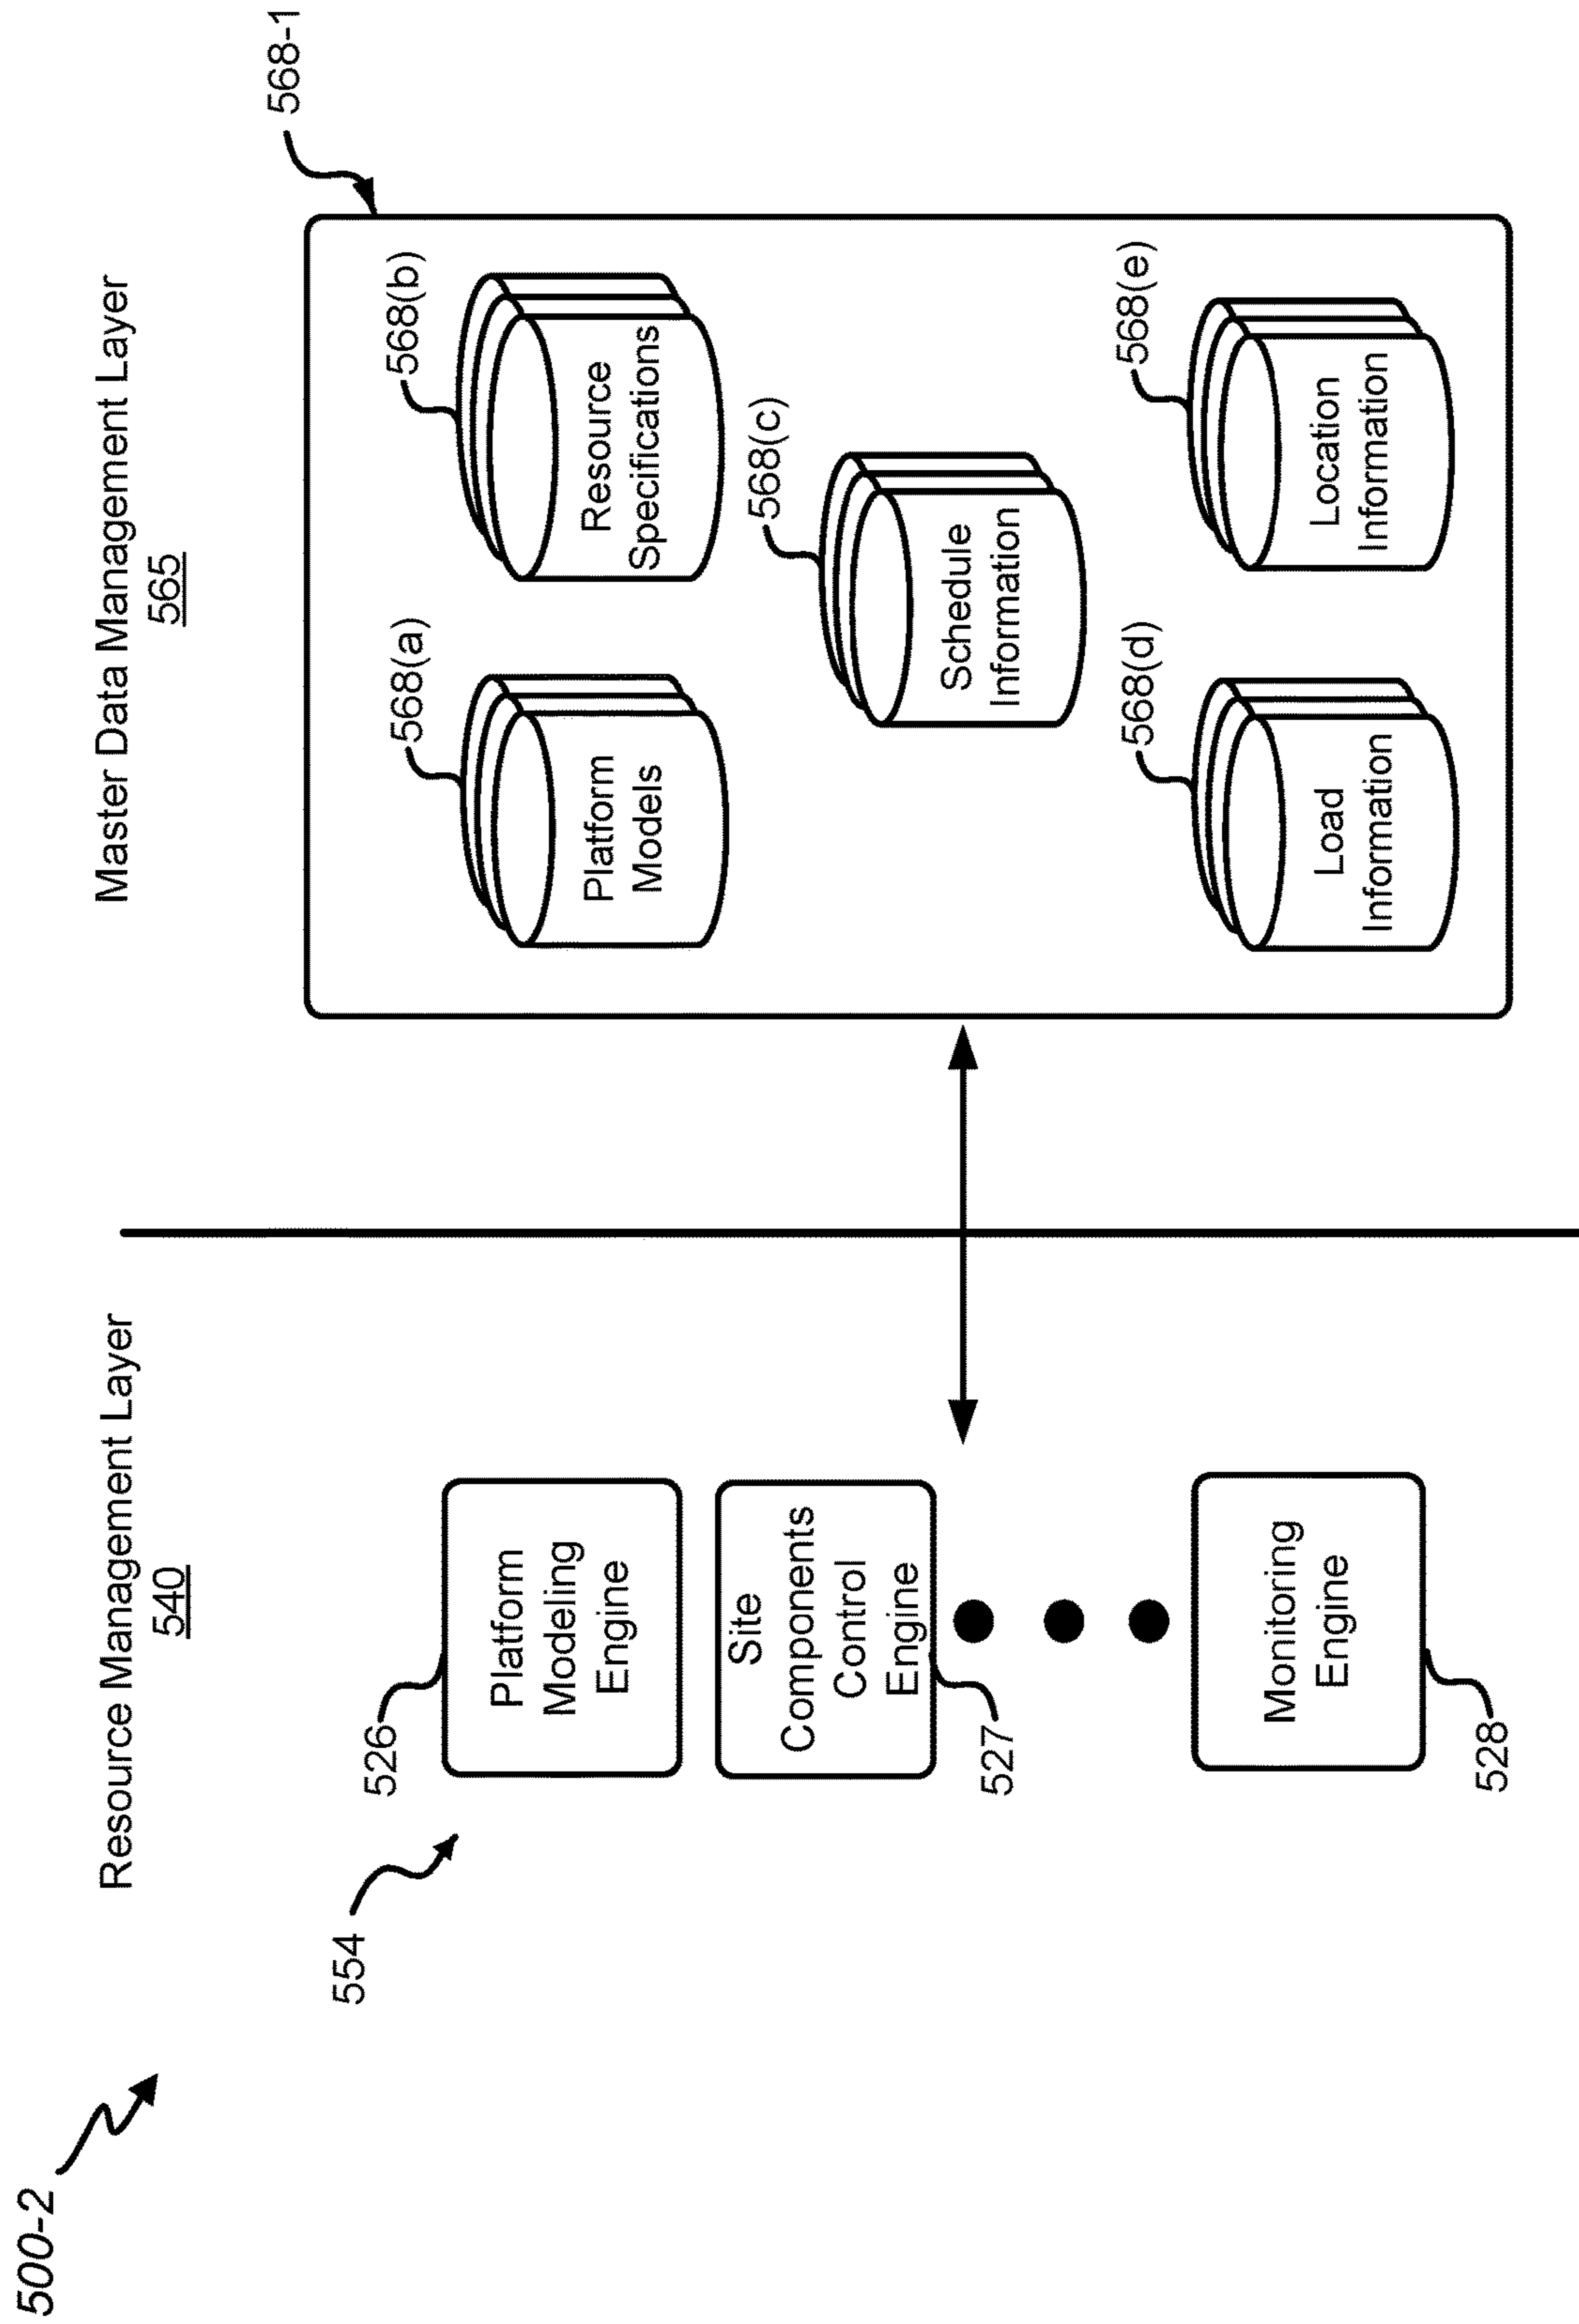 500-2
Resource Management Layer
540
Master Data Management Layer
565
554
526
Platform
Modeling
Engine
Site
Components
Control
Engine
527
Monitoring
Engine
528
568-1
568(a)
Platform
Models
568(b)
Resource
Specifications
568(c)
Schedule
Information
568(d)
Load
Information
568(e)
Location
Information